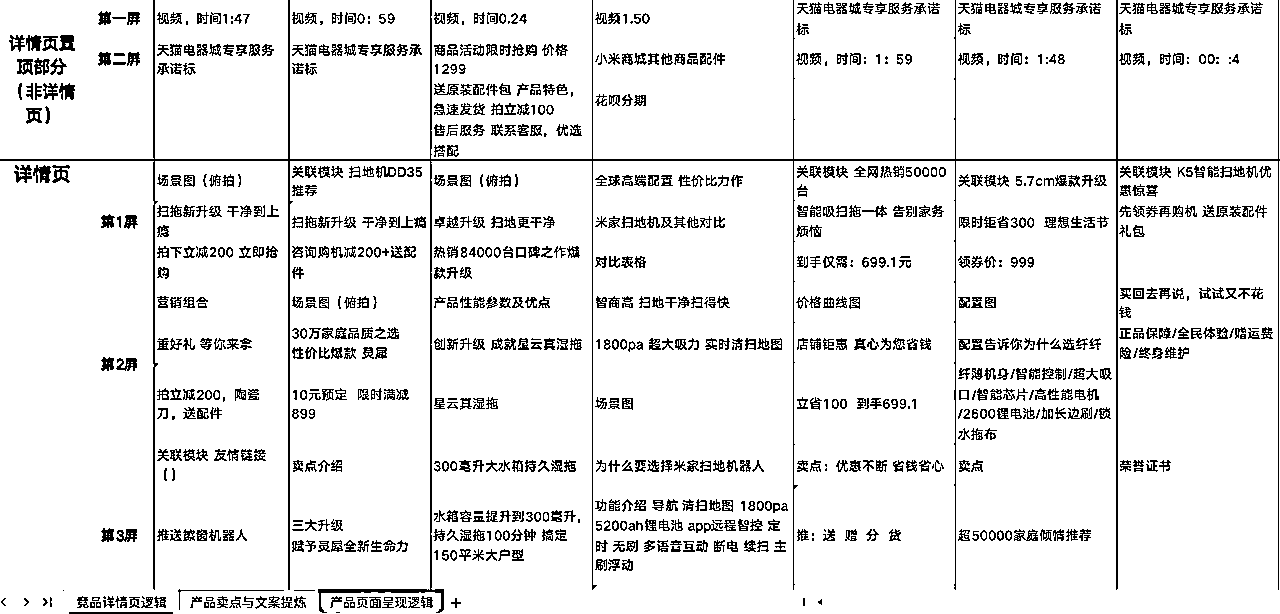 第一屏 视频，时间1:47 视频，时间0：59 视频，时间0.24 视频1.50 天猫电器城专享服务承诺标 天猫电器城专享服务承诺标 天猫电器城专享服务承诺标
详情页置顶部分（非详情页）
第二屏 天猫电器城专享服务承诺标 天猫电器城专享服务承诺标 商品活动限时抢购 价格1299 小米商城其他商品配件 视频，时间：1：59 视频，时间：1:48 视频，时间：00：:4
送原装配件包 产品特色，急速发货 拍立减100 花呗分期
售后服务 联系客服，优选搭配
详情页
场景图（俯拍） 关联模块 扫地机DD35推荐 场景图（俯拍） 全球高端配置 性价比力作 关联模块 全网热销50000台 关联模块 5.7cm爆款升级 关联模块 K5智能扫地机优惠惊喜
第1屏 扫拖新升级 干净到上瘾 扫拖新升级 干净到上瘾 卓越升级 扫地更干净 米家扫地机及其他对比 智能吸扫拖一体 告别家务烦恼 限时钜省300 理想生活节 先领券再购机 送原装配件礼包
拍下立减200 立即抢购 咨询购机减200+送配件 热销84000台口碑之作爆款升级 对比表格 到手仅需：699.1元 领券价：999
营销组合 场景图（俯拍） 产品性能参数及优点 智商高 扫地干净扫得快 价格曲线图 配置图 买回去再说，试试又不花钱
第2屏 重好礼 等你来拿 30万家庭品质之选 性价比爆款 灵犀 创新升级 成就星云真湿拖 1800pa 超大吸力 实时清扫地图 店铺钜惠 真心为您省钱 配置告诉你为什么选纤纤 正品保障/全民体验/赠运费险/终身维护
拍立减200，陶瓷刀，送配件 10元预定 限时满减899 星云真湿拖 场景图 立省100 到手699.1 纤薄机身/智能控制/超大吸口/智能芯片/高性能电机/2600锂电池/加长边刷/锁水拖布
关联模块 友情链接（） 卖点介绍 300毫升大水箱持久湿拖 为什么要选择米家扫地机器人 卖点：优惠不断 省钱省心 卖点 荣誉证书
第3屏 推送擦窗机器人 三大升级 赋予灵犀全新生命力 水箱容量提升到300毫升，持久湿拖100分钟 搞定150平米大户型 功能介绍 导航 清扫地图 1800pa 5200ah锂电池 app远程智控 定时 无刷 多语音互动 断电 续扫 主刷浮动 推：送 赠 分 货 超50000家庭倾情推荐
竞品详情页逻辑 产品卖点与文案提炼 产品页面呈现逻辑 +